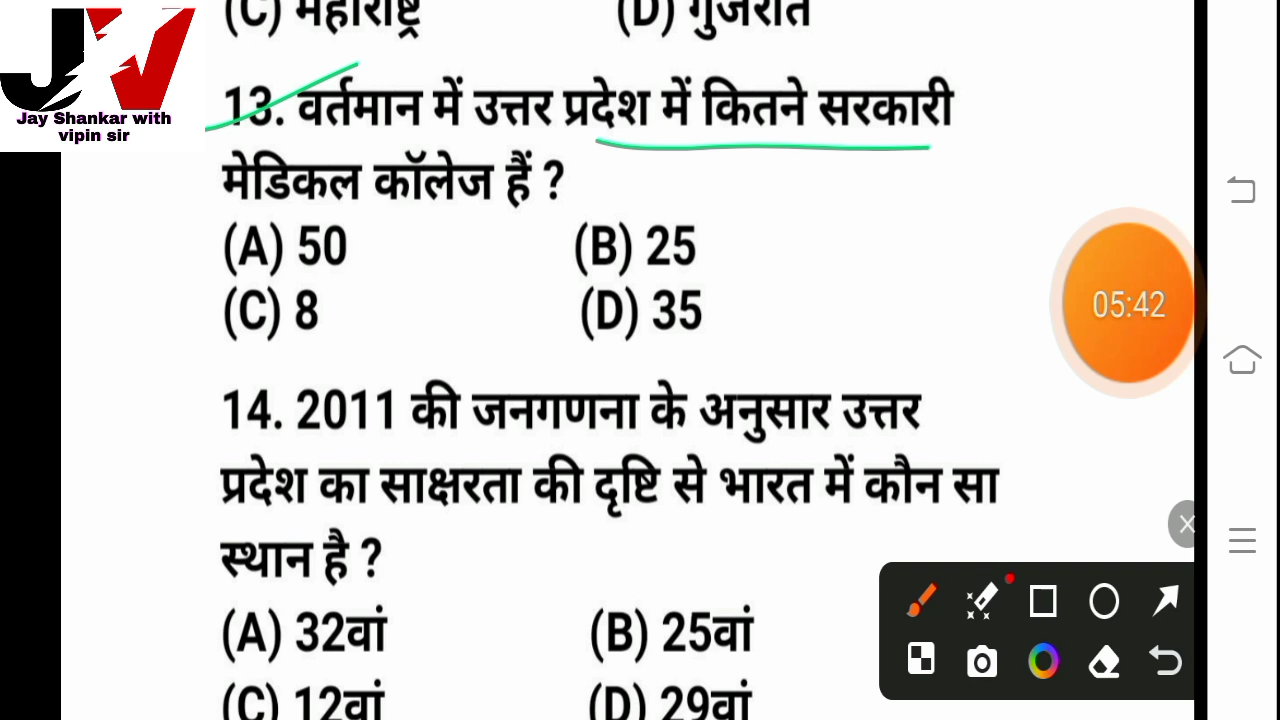 (C) महाराष्ट्र (D) गुजरात
Jay Shankar with
vipin sir
13. वर्तमान में उत्तर प्रदेश में कितने सरकारी
मेडिकल कॉलेज हैं ?
(A) 50 (B) 25
(C) 8 (D) 35
05:42
14. 2011 की जनगणना के अनुसार उत्तर
प्रदेश का साक्षरता की दृष्टि से भारत में कौन सा
स्थान है ?
(A) 32वां (B) 25वां
(C) 12वां (D) 29वां